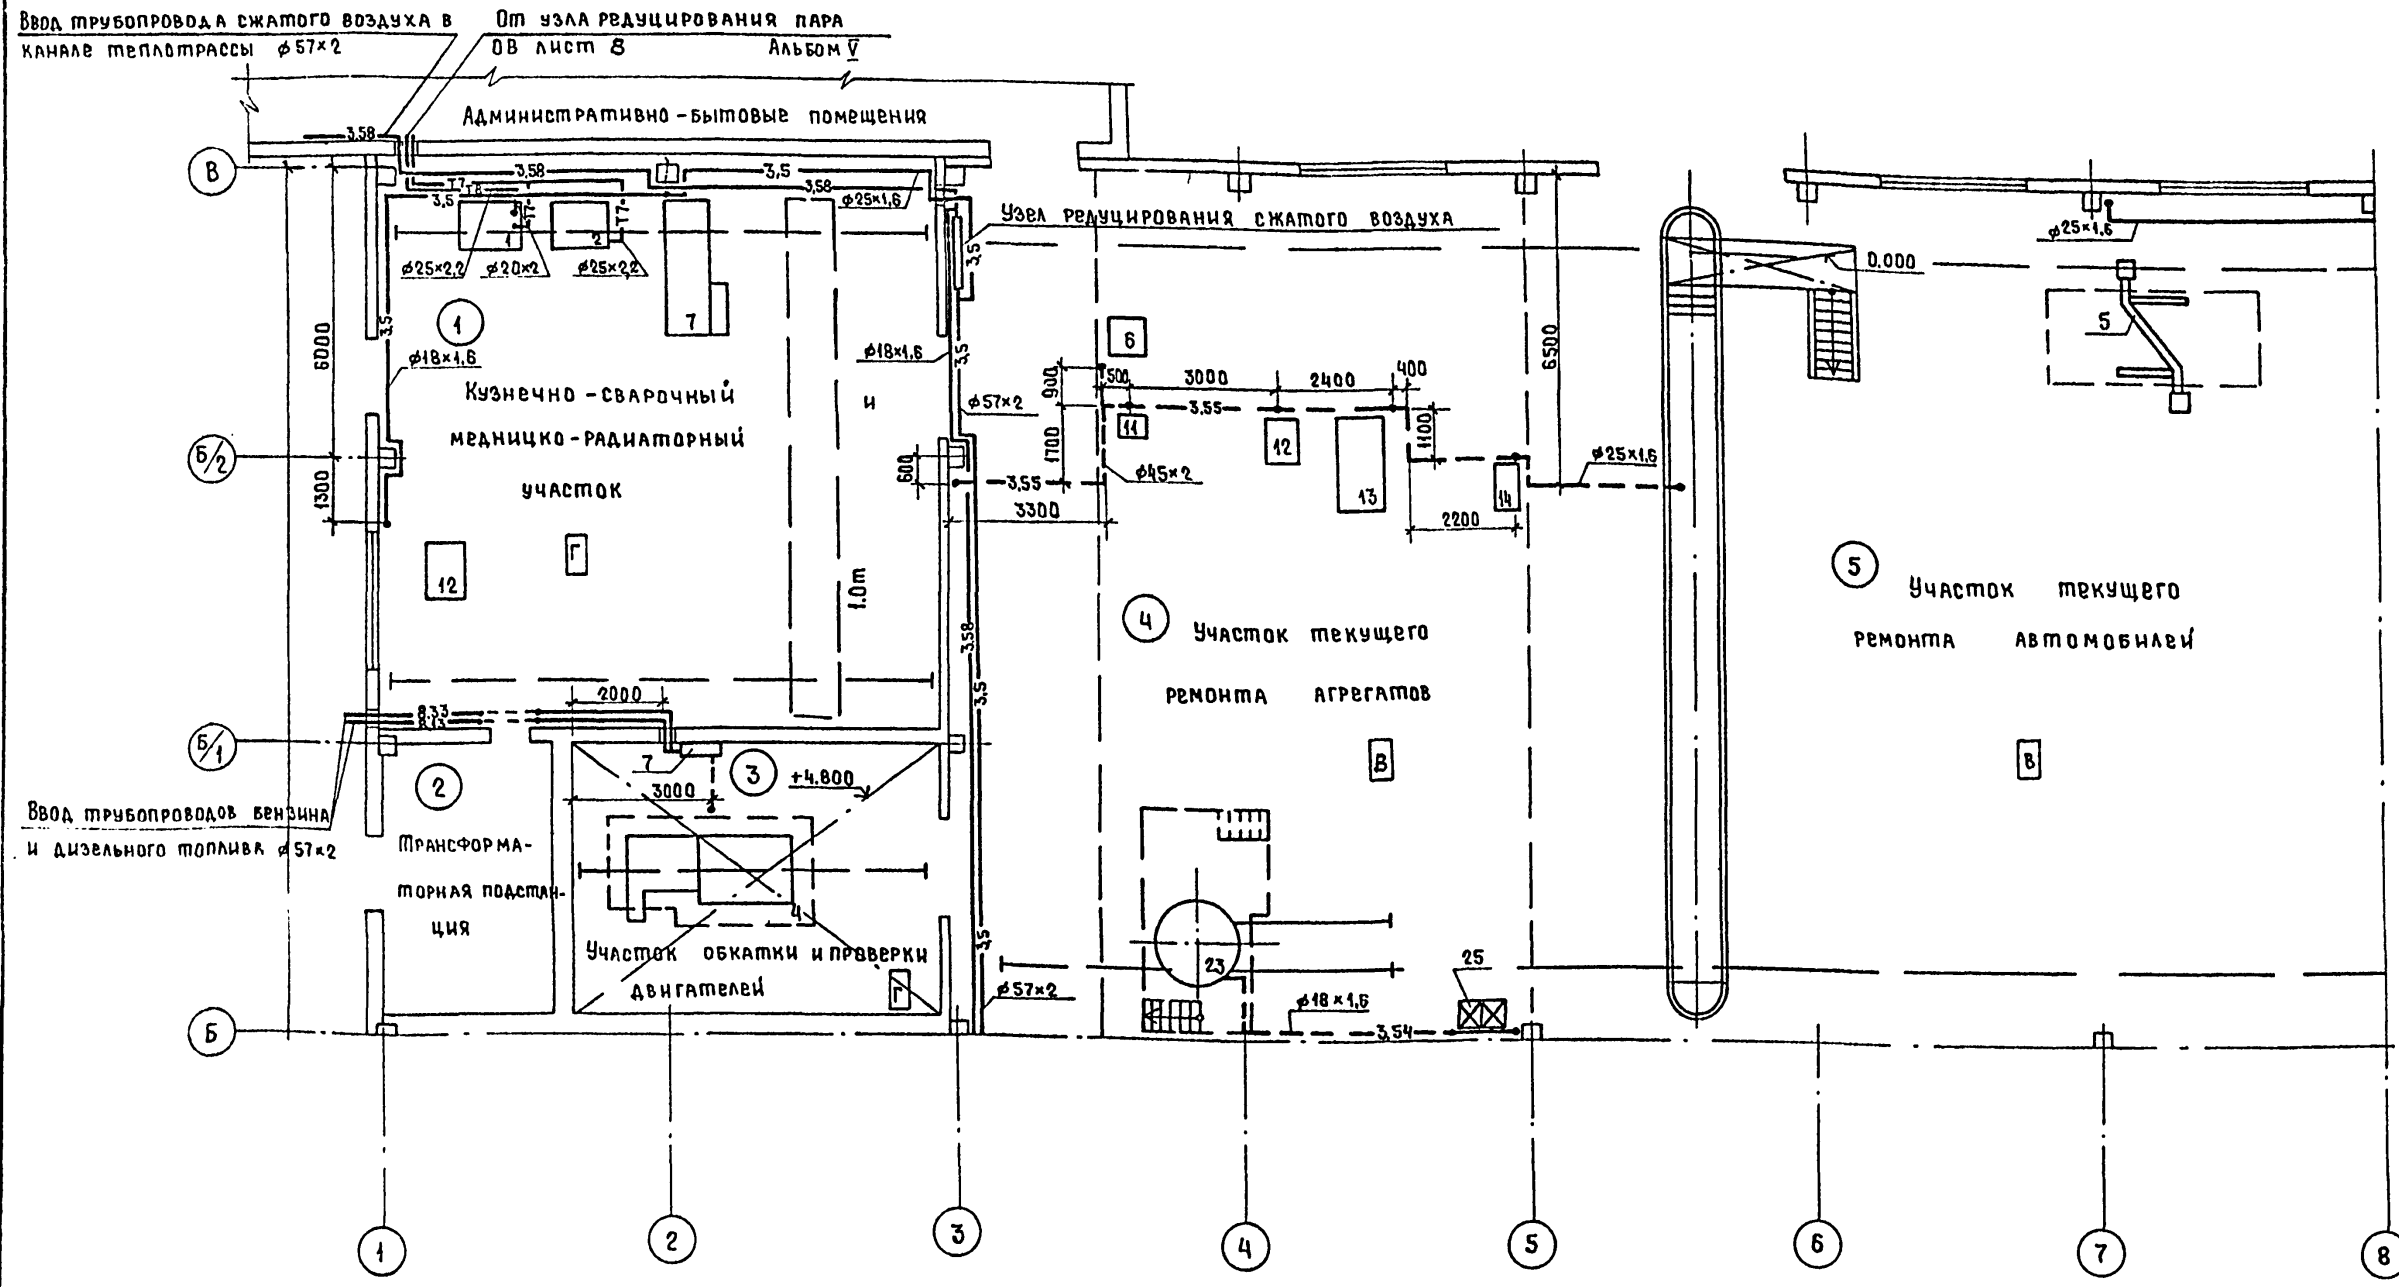 Ввод трубопровода сжатого воздуха в
канале теплотрассы ⌀57×2
От узла редуцирования пара
ОВ лист 8 Альбом V
Административно-бытовые помещения
3,58
В
3,58
3,5
Т7
Т8
3,5
3,58
⌀25×1,6
Узел редуцирования сжатого воздуха
⌀25×1,6
1
Т7
2
Т7
3,5
0.000
⌀25×2,2
⌀20×2
⌀25×2,2
6000
3,5
1
7
⌀18×1,6
⌀18×1,6
3,5
6
6500
5
900
500
3000
2400
400
Кузнечно-сварочный и
⌀57×2
3,55
11
1100
медницко-радиаторный
12
Б/2
600
1700
⌀45×2
⌀25×1,6
1300
участок
3,55
13
14
3300
2200
Г
12
1.0т
5
Участок текущего
ремонта автомобилей
4
Участок текущего
ремонта агрегатов
3.58
3,5
2000
8.33
8.13
Б/1
7
3
+4.800
2
3000
В
В
Ввод трубопроводов бензина
и дизельного топлива ⌀57×2
Трансформа-
торная подстан-
ция
4
3,5
Участок обкатки и проверки
двигателей
Г
23
25
⌀57×2
⌀18×1,6
3,54
Б
1
2
3
4
5
6
7
8